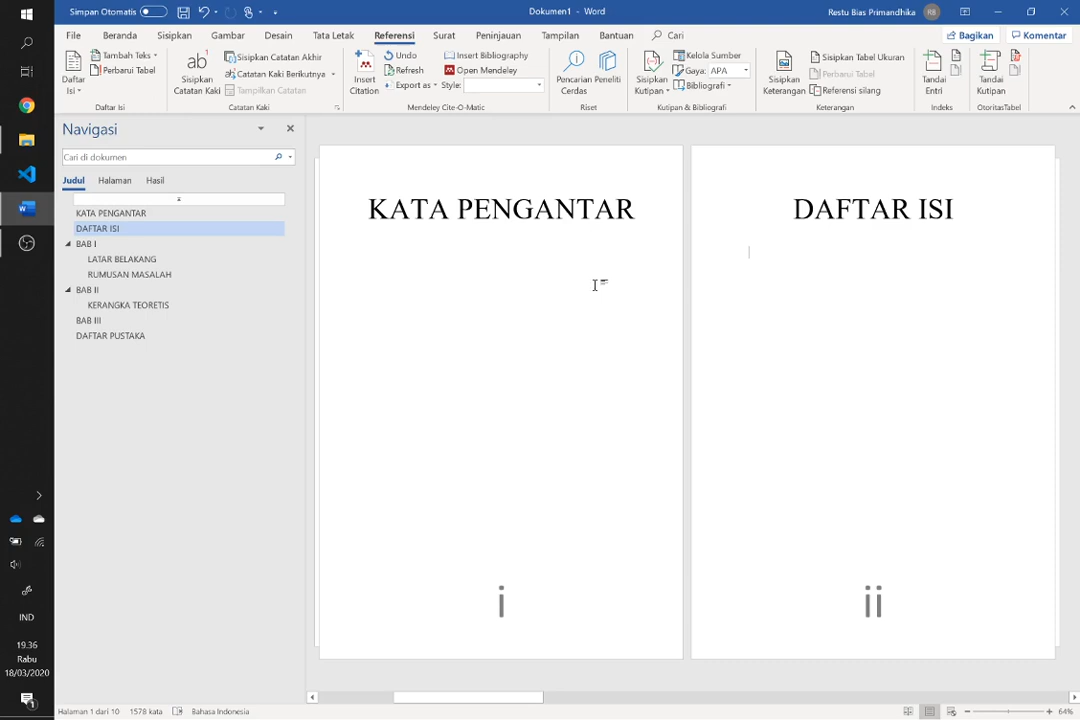 Simpan Otomatis
Dokumen1 - Word
Restu Bias Primandhika
RB
File Beranda Sisipkan Gambar Desain Tata Letak Referensi Surat Peninjauan Tampilan Bantuan Cari
Bagikan
Komentar
Daftar Isi
Tambah Teks
Perbarui Tabel
Daftar Isi
ab
Sisipkan Catatan Kaki
Sisipkan Catatan Akhir
Catatan Kaki Berikutnya
Tampilkan Catatan
Catatan Kaki
Insert Citation
Undo
Refresh
Export as
Insert Bibliography
Open Mendeley
Style:
Mendeley Cite-O-Matic
Pencarian Cerdas
Peneliti
Riset
Sisipkan Kutipan
Kelola Sumber
Gaya: APA
Bibliografi
Kutipan & Bibliografi
Sisipkan Keterangan
Sisipkan Tabel Ukuran
Perbarui Tabel
Referensi silang
Keterangan
Tandai Entri
Indeks
Tandai Kutipan
OtoritasTabel
Navigasi
Cari di dokumen
Judul Halaman Hasil
KATA PENGANTAR
DAFTAR ISI
BAB I
LATAR BELAKANG
RUMUSAN MASALAH
BAB II
KERANGKA TEORETIS
BAB III
DAFTAR PUSTAKA
KATA PENGANTAR
i
DAFTAR ISI
ii
IND
19.36
Rabu
18/03/2020
1
Halaman 1 dari 10
1578 kata
Bahasa Indonesia
64%